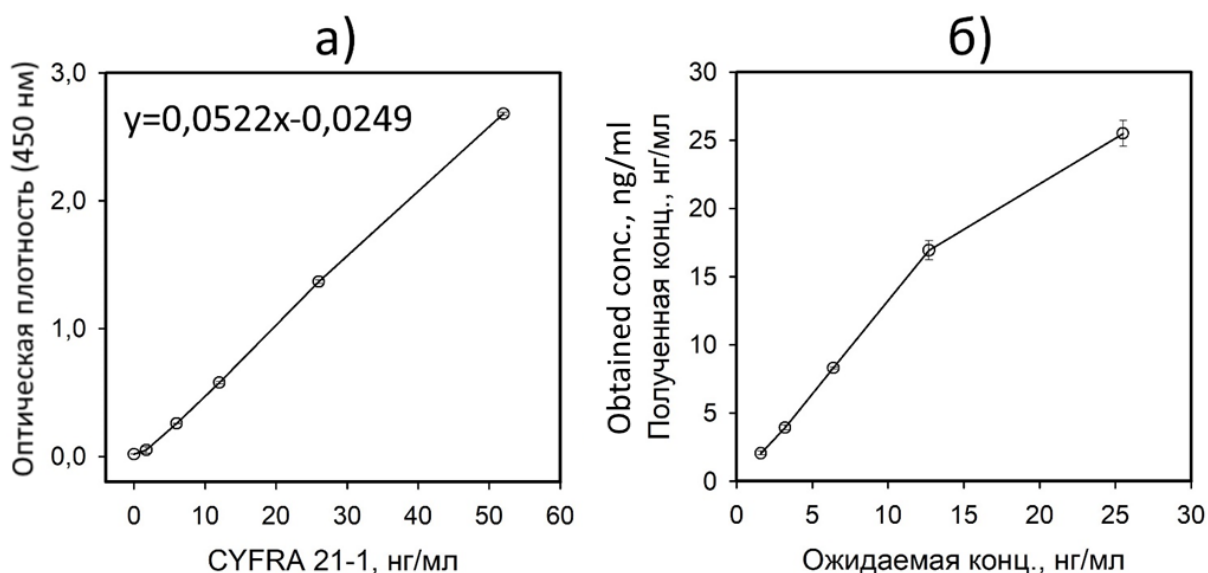 а)
Оптическая плотность (450 нм)
3,0
2,0
1,0
0,0
y=0,0522x-0,0249
0 10 20 30 40 50 60
CYFRA 21-1, нг/мл
б)
Obtained conc., ng/ml
Полученная конц., нг/мл
30
25
20
15
10
5
0
0 5 10 15 20 25 30
Ожидаемая конц., нг/мл